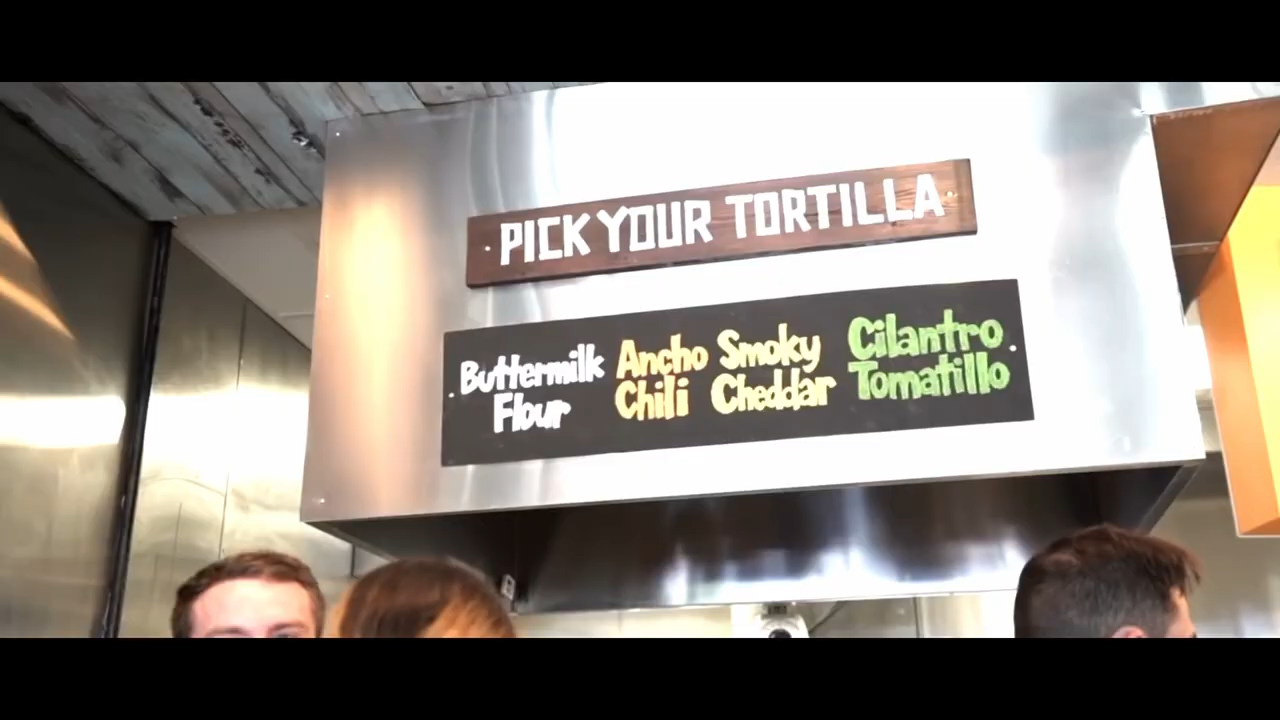 PICK YOUR TORTILLA
Buttermilk Flour
Ancho Chili
Smoky Cheddar
Cilantro Tomatillo